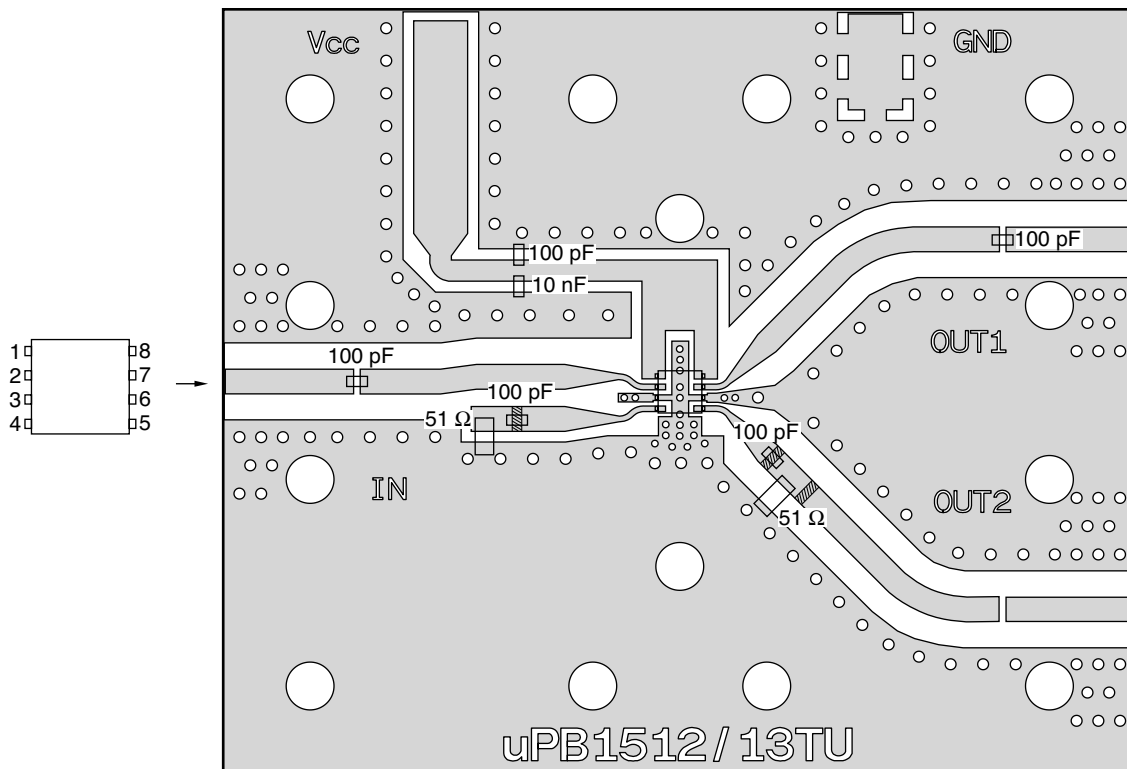 Vcc
GND
100 pF
100 pF
10 nF
OUT1
1
2
3
4
8
7
6
5
100 pF
100 pF
51 Ω
100 pF
IN
OUT2
51 Ω
uPB1512 / 13TU